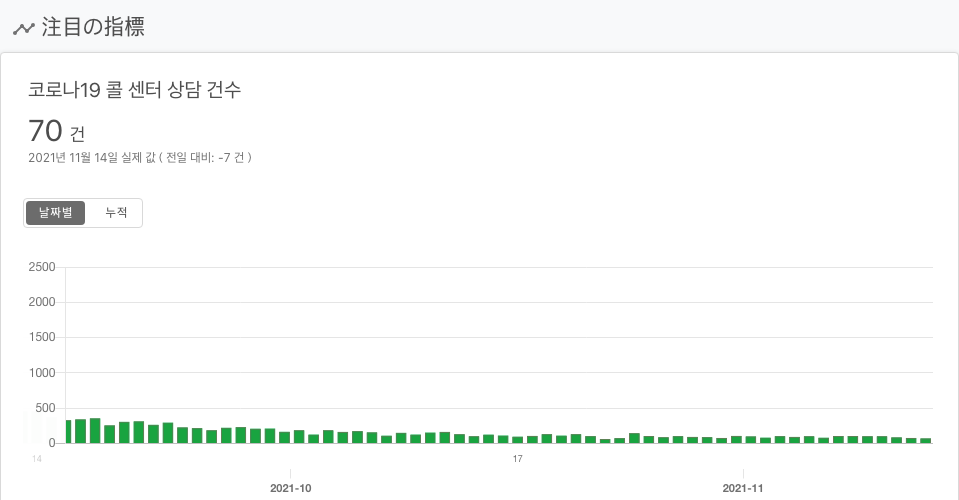 注目の指標
코로나19 콜 센터 상담 건수
70 건
2021년 11월 14일 실제 값 ( 전일 대비: -7 건 )
날짜별 누적
2500
2000
1500
1000
500
0
14 17
2021-10 2021-11